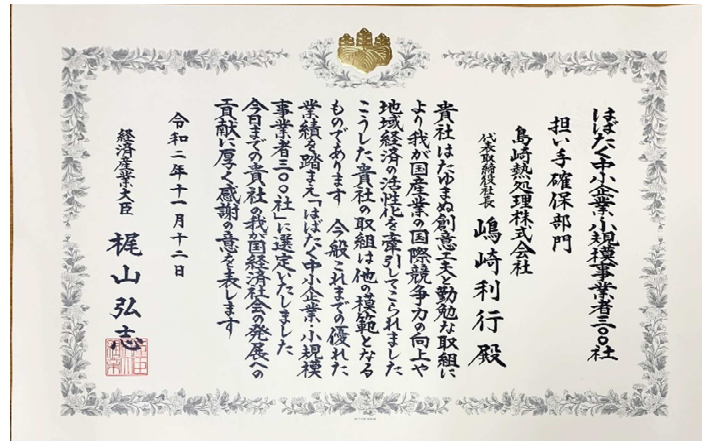 はばたく中小企業・小規模事業者三〇〇社
担い手確保部門
島崎熱処理株式会社
代表取締役社長 嶋崎利行 殿
貴社はたゆまぬ創意工夫と勤勉な取組に
より我が国産業の国際競争力の向上や
地域経済の活性化を牽引してこられました
こうした貴社の取組は他の模範となる
ものであります 今般これまでの優れた
業績を踏まえ「はばたく中小企業・小規模
事業者三〇〇社」に選定いたしました
今日までの貴社の我が国経済社会の発展への
貢献に厚く感謝の意を表します
令和二年十一月十二日
経済産業大臣 梶山弘志